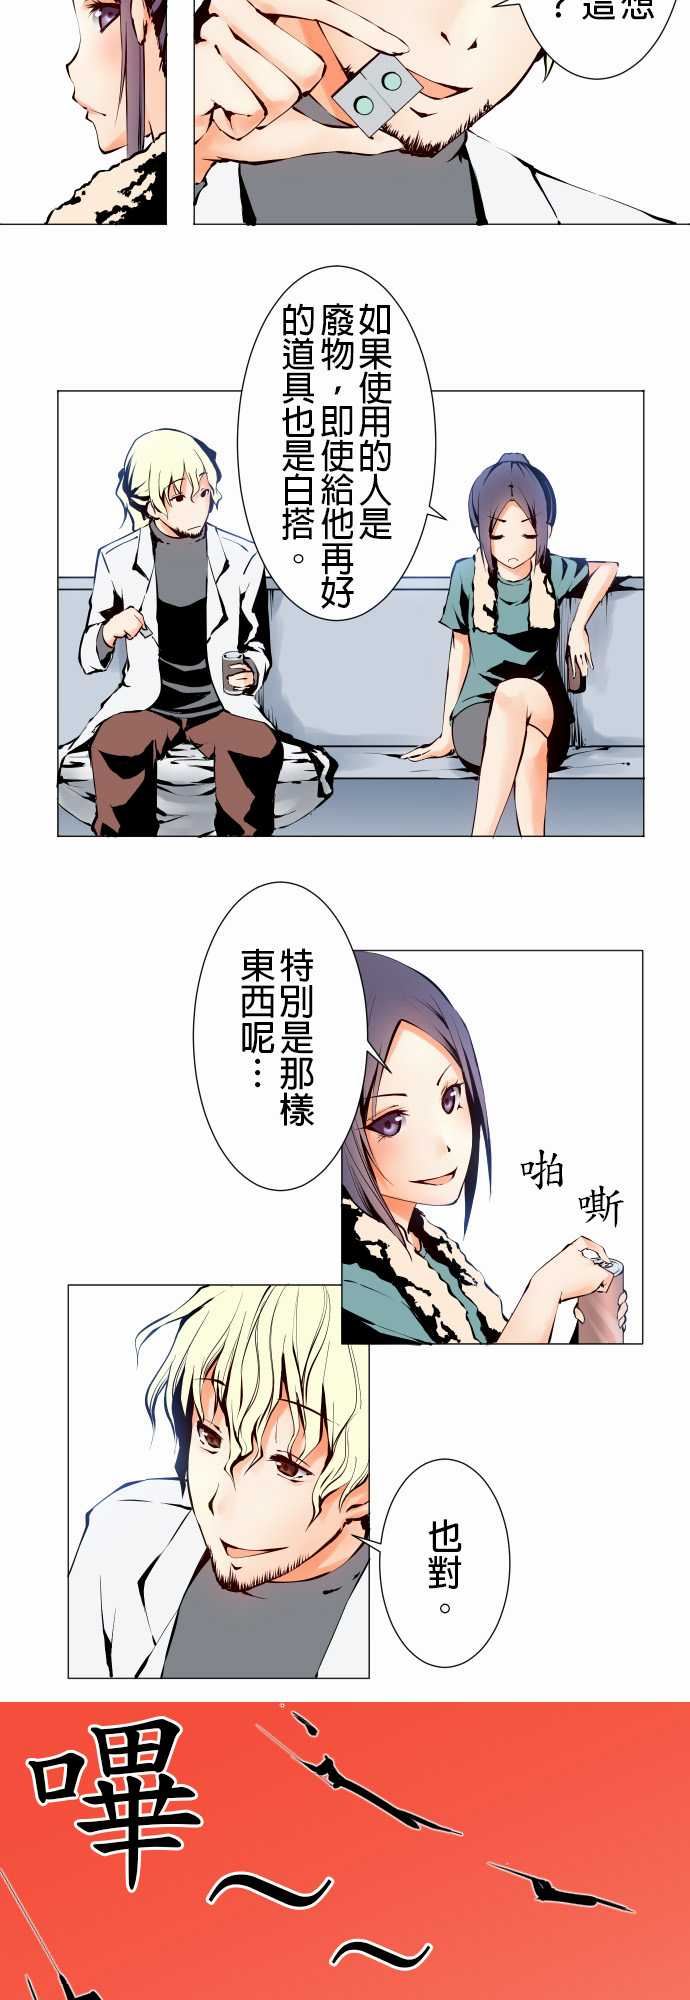 這想
？
如果使用的人是
廢物，即使給他再好
的道具也是白搭。
特別是那樣
東西呢…
啪
嘶
也對。
嗶～～